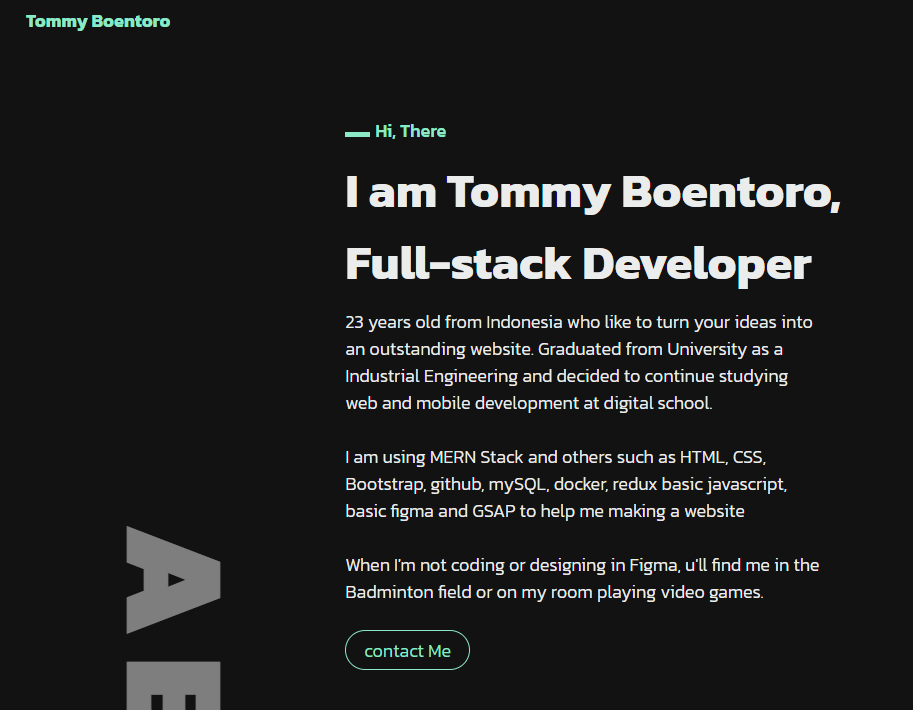 Tommy Boentoro
Hi, There
I am Tommy Boentoro,
Full-stack Developer
23 years old from Indonesia who like to turn your ideas into
an outstanding website. Graduated from University as a
Industrial Engineering and decided to continue studying
web and mobile development at digital school.
I am using MERN Stack and others such as HTML, CSS,
Bootstrap, github, mySQL, docker, redux basic javascript,
basic figma and GSAP to help me making a website
When I'm not coding or designing in Figma, u'll find me in the
Badminton field or on my room playing video games.
contact Me
A